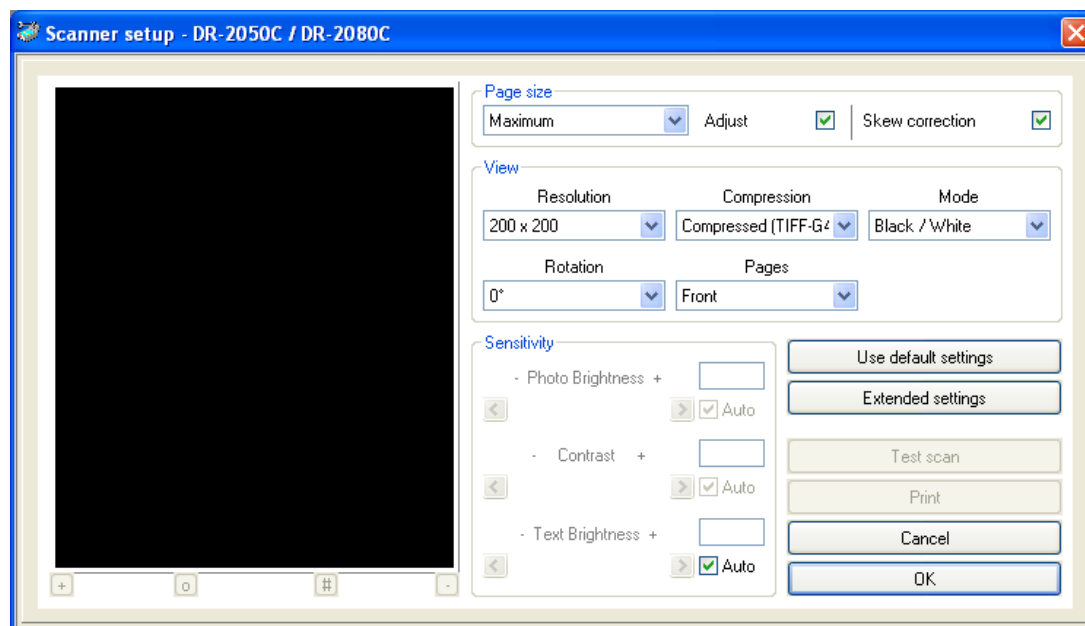 Scanner setup - DR-2050C / DR-2080C
Page size
Maximum
Adjust
Skew correction
View
Resolution
Compression
Mode
200 x 200
Compressed (TIFF-G4
Black / White
Rotation
Pages
0°
Front
Sensitivity
- Photo Brightness +
Auto
- Contrast +
Auto
- Text Brightness +
Auto
Use default settings
Extended settings
Test scan
Print
Cancel
OK
+ o # -